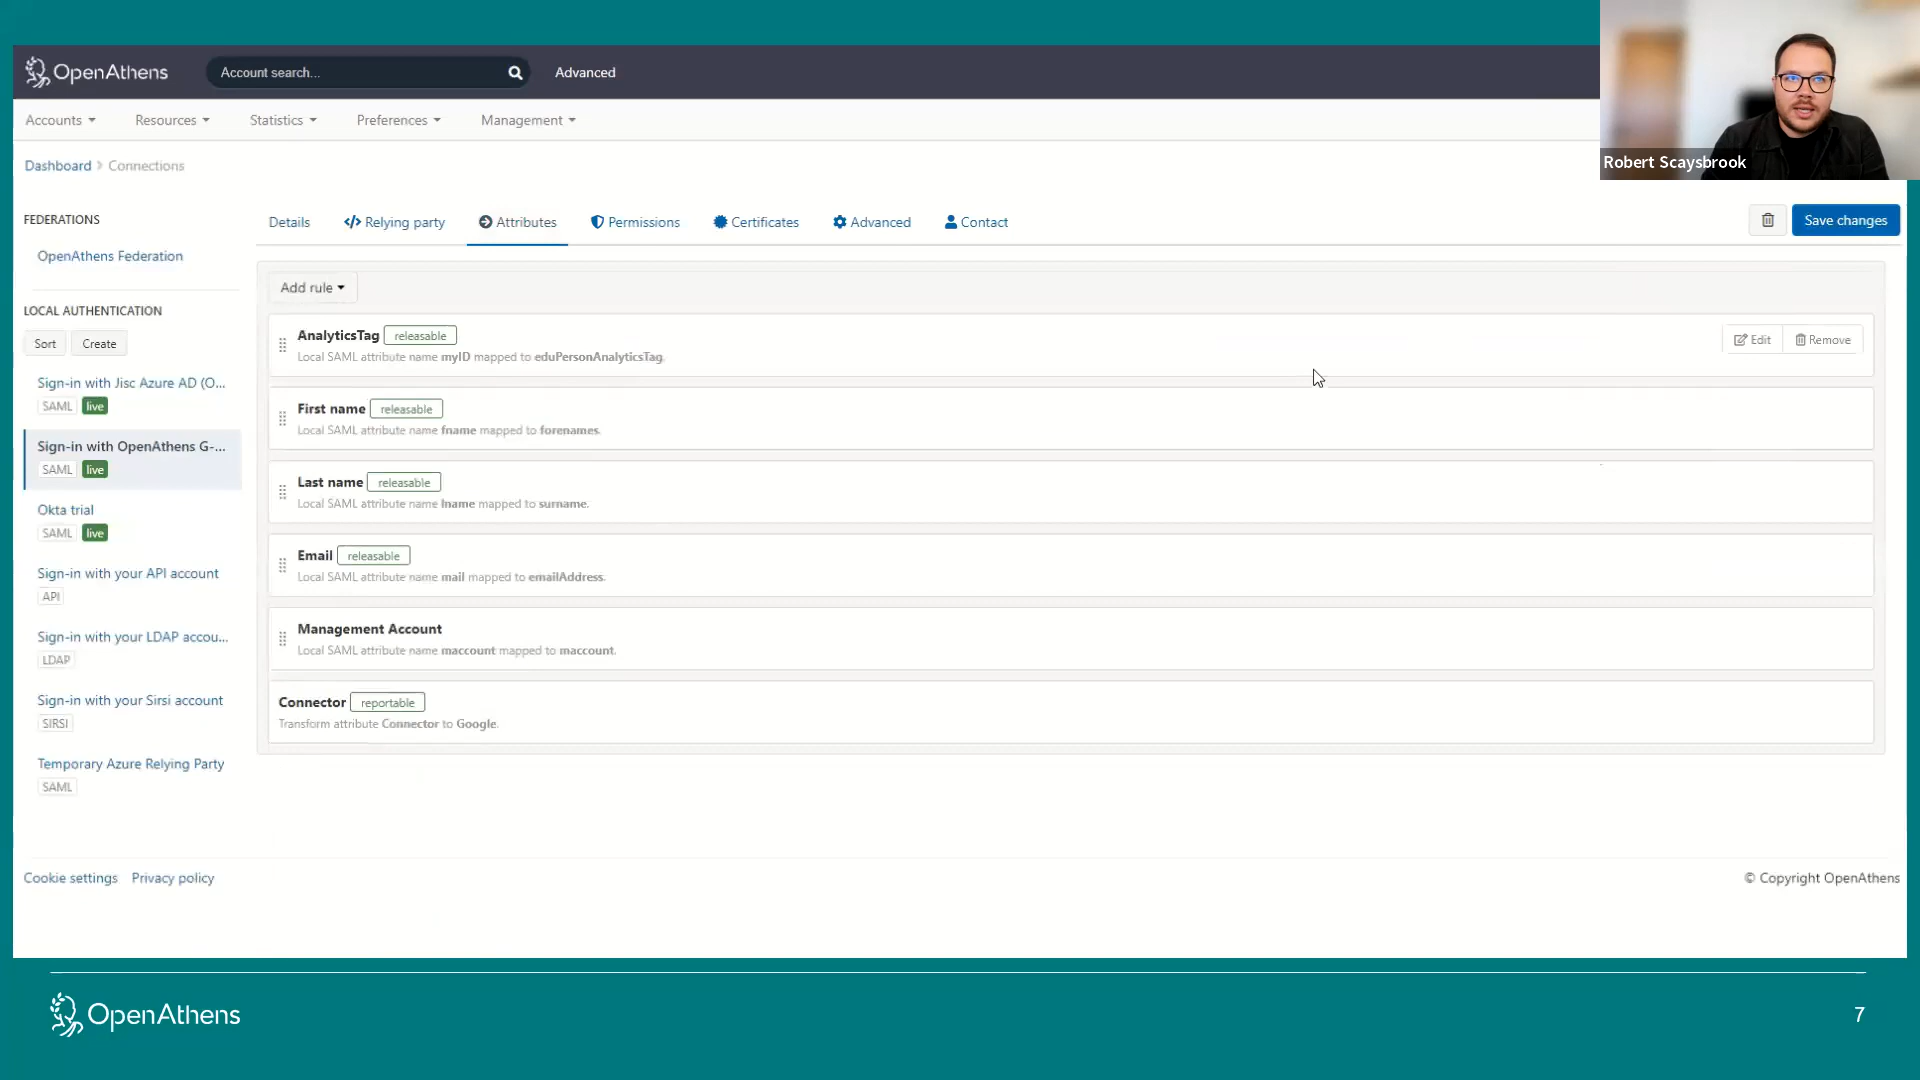 OpenAthens
Account search...
Advanced
Robert Scaysbrook
Accounts
Resources
Statistics
Preferences
Management
Dashboard
Connections
FEDERATIONS
OpenAthens Federation
LOCAL AUTHENTICATION
Sort
Create
Sign-in with Jisc Azure AD (O...
SAML live
Sign-in with OpenAthens G-...
SAML live
Okta trial
SAML live
Sign-in with your API account
API
Sign-in with your LDAP accou...
LDAP
Sign-in with your Sirsi account
SIRSI
Temporary Azure Relying Party
SAML
Details
Relying party
Attributes
Permissions
Certificates
Advanced
Contact
Save changes
Add rule
AnalyticsTag releasable
Local SAML attribute name myID mapped to eduPersonAnalyticsTag.
Edit
Remove
First name releasable
Local SAML attribute name fname mapped to forenames.
Last name releasable
Local SAML attribute name lname mapped to surname.
Email releasable
Local SAML attribute name mail mapped to emailAddress.
Management Account
Local SAML attribute name maccount mapped to maccount.
Connector reportable
Transform attribute Connector to Google.
Cookie settings
Privacy policy
© Copyright OpenAthens
OpenAthens
7